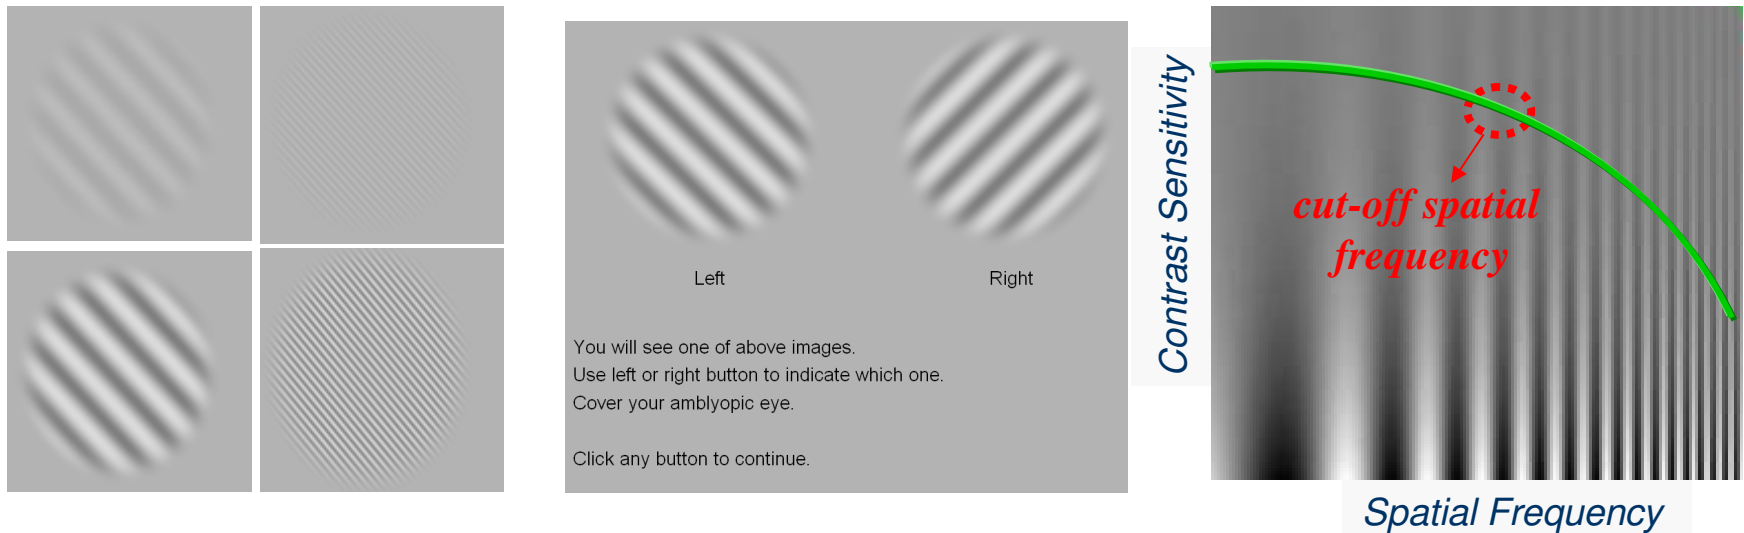 Left
Right
You will see one of above images.
Use left or right button to indicate which one.
Cover your amblyopic eye.
Click any button to continue.
Contrast Sensitivity
cut-off spatial
frequency
Spatial Frequency